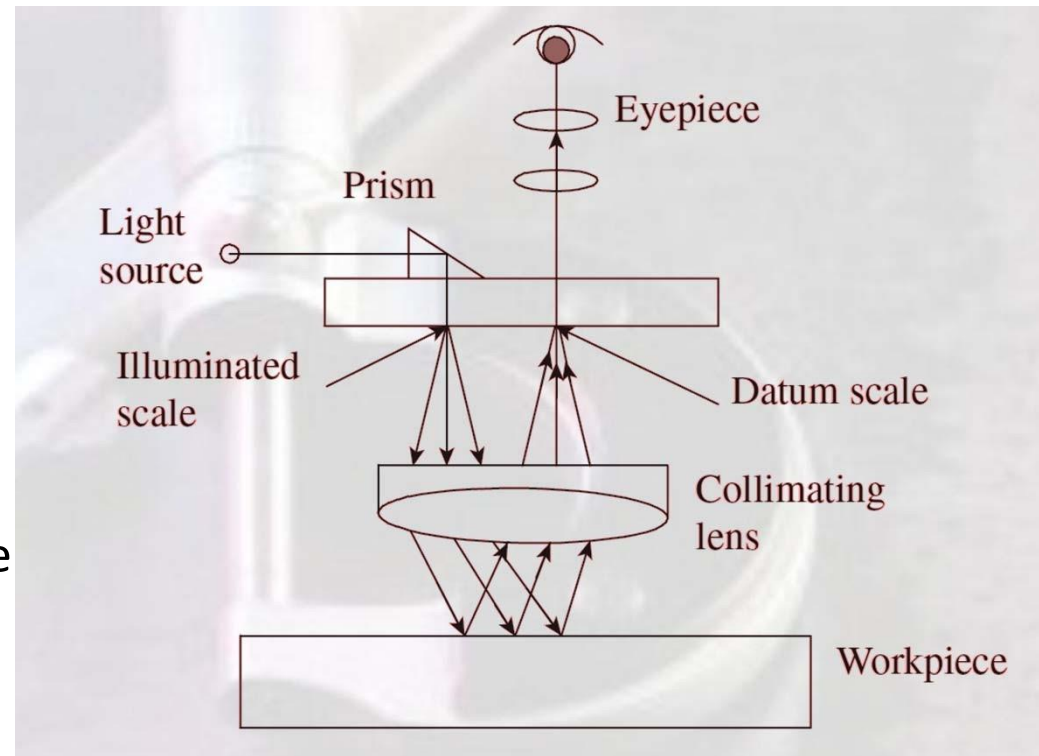 Eyepiece
Prism
Light
source
Illuminated
scale
Datum scale
Collimating
lens
e
Workpiece